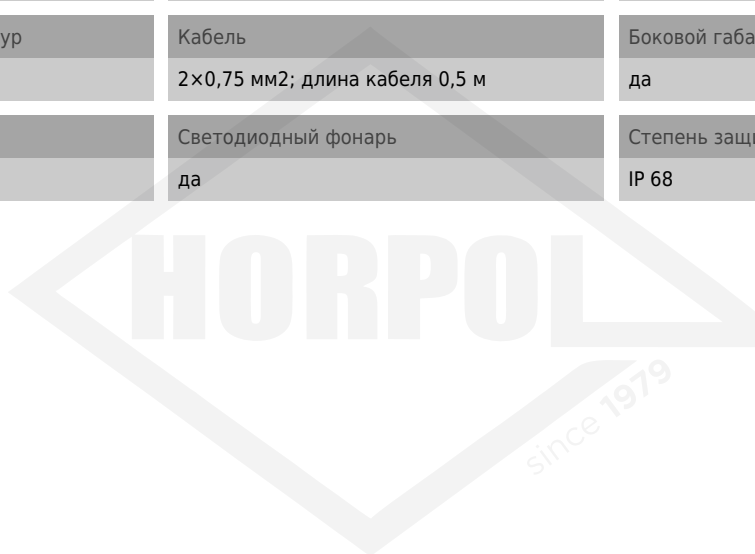 ур
Кабель
Боковой габа
2×0,75 мм2; длина кабеля 0,5 м
да
Светодиодный фонарь
Степень защи
да
IP 68
HORPOL
since 1979